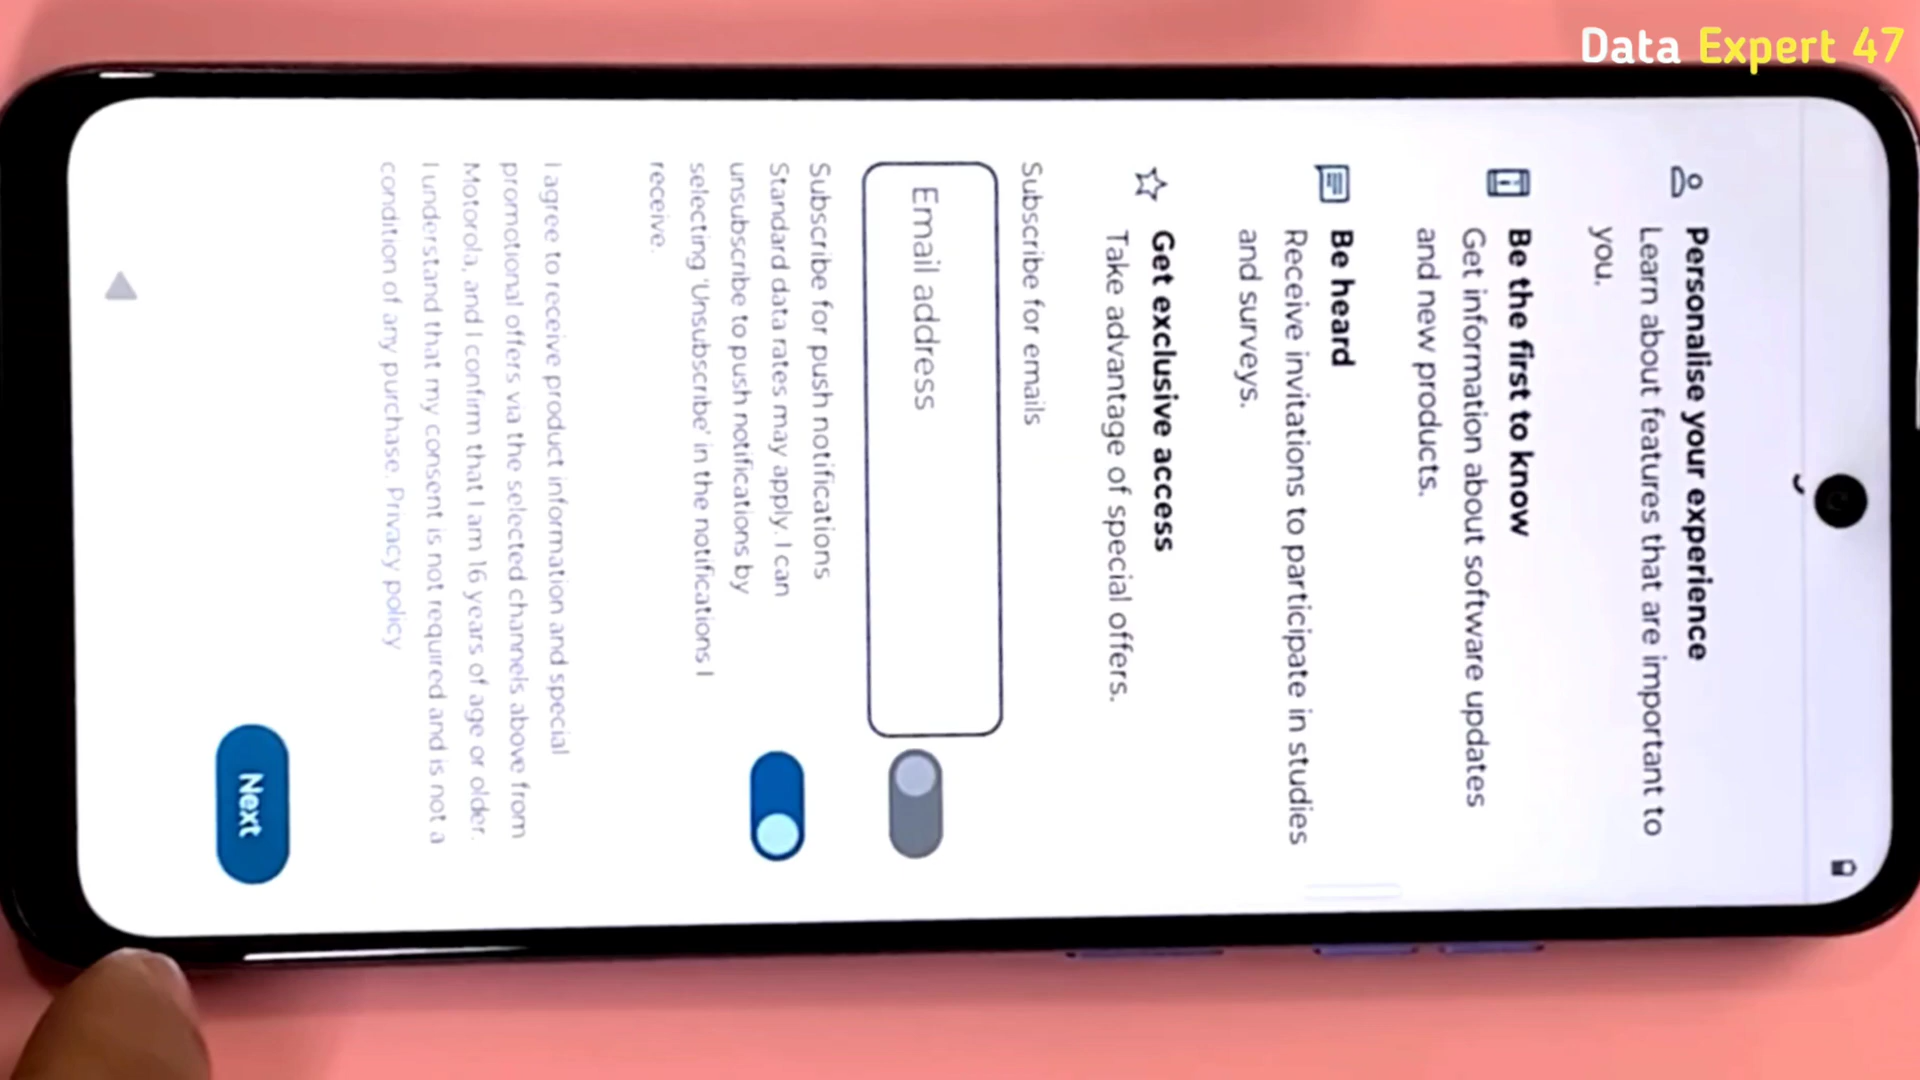 Data Expert 47
Personalise your experience
Learn about features that are important to
you.
Be the first to know
Get information about software updates
and new products.
Be heard
Receive invitations to participate in studies
and surveys.
Get exclusive access
Take advantage of special offers.
Subscribe for emails
Email address
Subscribe for push notifications
Standard data rates may apply. I can
unsubscribe to push notifications by
selecting 'Unsubscribe' in the notifications I
receive.
I agree to receive product information and special
promotional offers via the selected channels above from
Motorola, and I confirm that I am 16 years of age or older.
I understand that my consent is not required and is not a
condition of any purchase. Privacy policy
Next